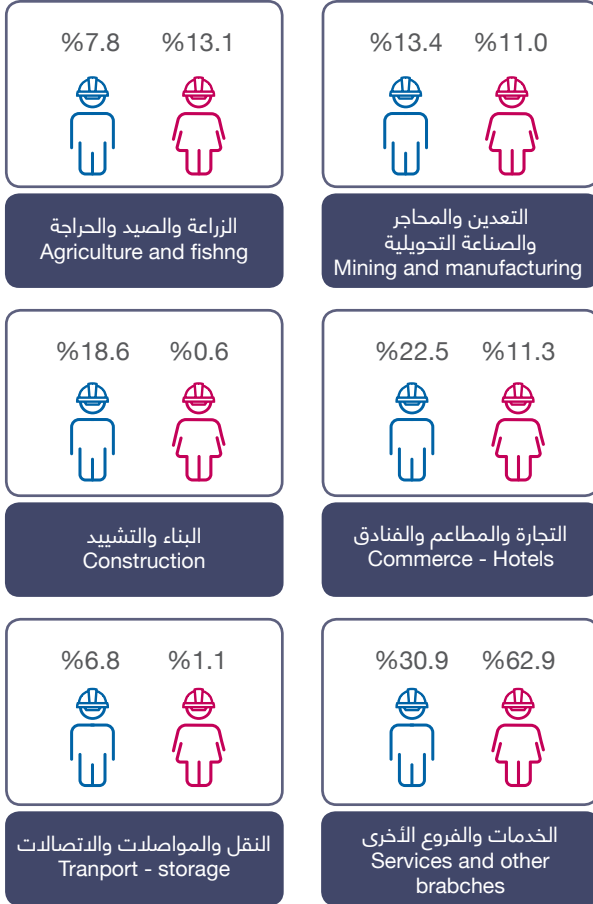 %7.8 %13.1
الزراعة والصيد والحراجة
Agriculture and fishng
%13.4 %11.0
التعدين والمحاجر
والصناعة التحويلية
Mining and manufacturing
%18.6 %0.6
البناء والتشييد
Construction
%22.5 %11.3
التجارة والمطاعم والفنادق
Commerce - Hotels
%6.8 %1.1
النقل والمواصلات والاتصالات
Tranport - storage
%30.9 %62.9
الخدمات والفروع الأخرى
Services and other
brabches